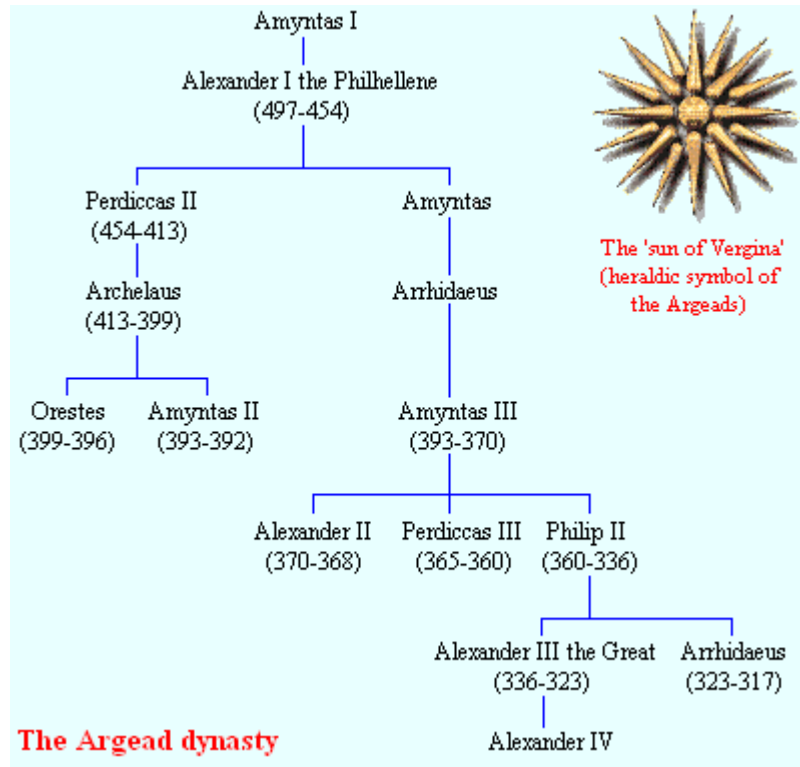 Amyntas I
Alexander I the Philhellene
(497-454)
Perdiccas II
(454-413)
Amyntas
The 'sun of Vergina'
(heraldic symbol of
the Argeads)
Archelaus
(413-399)
Arrhidaeus
Orestes
(399-396)
Amyntas II
(393-392)
Amyntas III
(393-370)
Alexander II
(370-368)
Perdiccas III
(365-360)
Philip II
(360-336)
Alexander III the Great
(336-323)
Arrhidaeus
(323-317)
Alexander IV
The Argead dynasty